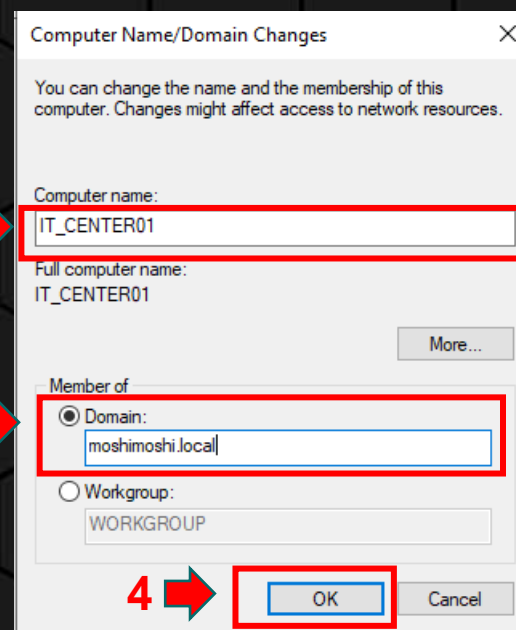 Computer Name/Domain Changes
You can change the name and the membership of this
computer. Changes might affect access to network resources.
Computer name:
IT_CENTER01
Full computer name:
IT_CENTER01
More...
Member of
Domain:
moshimoshi.local
Workgroup:
WORKGROUP
4
OK
Cancel